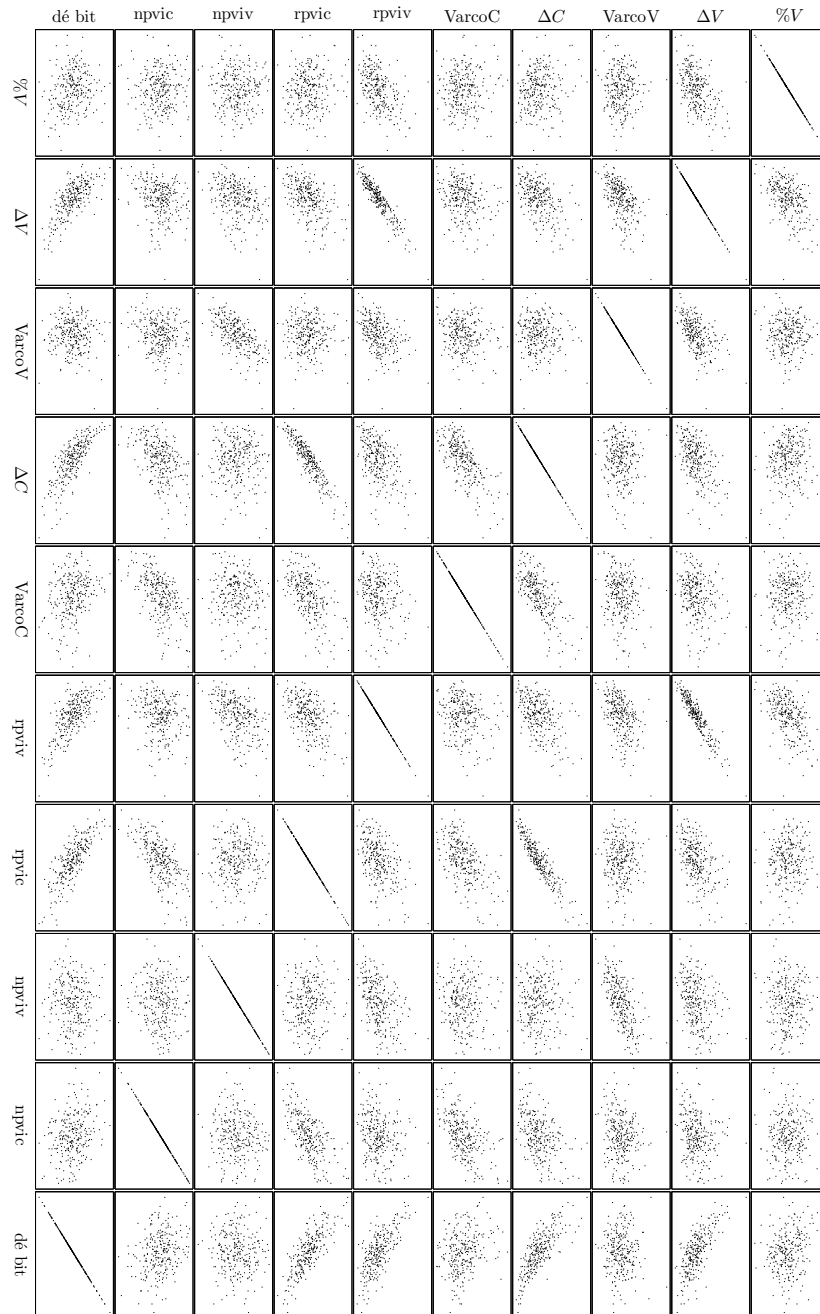 dé bit npvic npviv rpvic rpviv VarcoC ΔC VarcoV ΔV %V
%V
ΔV
VarcoV
ΔC
VarcoC
rpviv
rpvic
npviv
npvic
dé bit